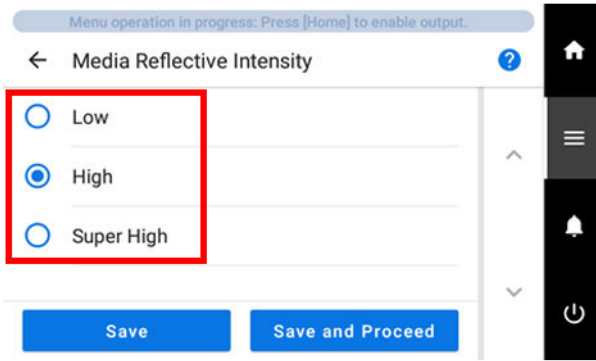 Menu operation in progress: Press [Home] to enable output.
Media Reflective Intensity
?
Low
High
Super High
Save
Save and Proceed